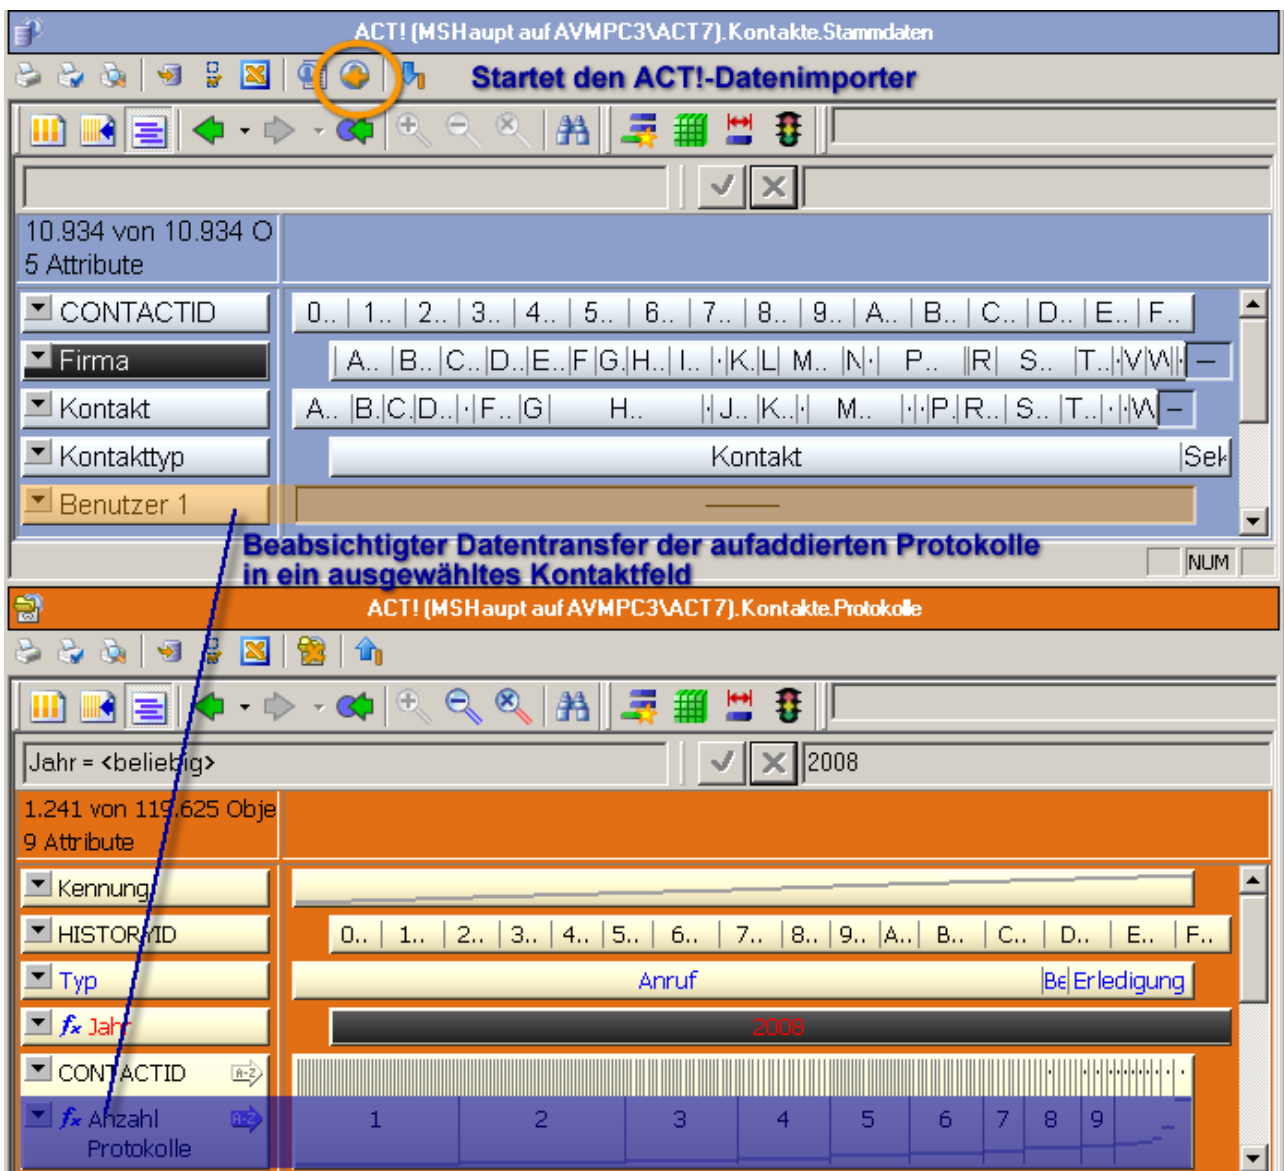 ACT! (MSHaupt auf AVMPC3\ACT7).Kontakte.Stammdaten
Startet den ACT!-Datenimporter
10.934 von 10.934 O
5 Attribute
CONTACTID 0.. 1.. 2.. 3.. 4.. 5.. 6.. 7.. 8.. 9.. A.. B.. C.. D.. E.. F..
Firma A.. B.. C.. D.. E.. F G. H.. I.. K. L M.. N P.. R S.. T.. V W
Kontakt A.. B. C. D.. F.. G H.. J.. K.. M.. P. R.. S.. T.. W
Kontakttyp Kontakt Sek
Benutzer 1
Beabsichtigter Datentransfer der aufaddierten Protokolle
in ein ausgewähltes Kontaktfeld
NUM
ACT! (MSHaupt auf AVMPC3\ACT7).Kontakte.Protokolle
Jahr = <beliebig> 2008
1.241 von 119.625 Obje
9 Attribute
Kennung
HISTORYID 0.. 1.. 2.. 3.. 4.. 5.. 6.. 7.. 8.. 9.. A.. B.. C.. D.. E.. F..
Typ Anruf Be Erledigung
fx Jahr 2008
CONTACTID A-Z
fx Anzahl A-Z 1 2 3 4 5 6 7 8 9
Protokolle